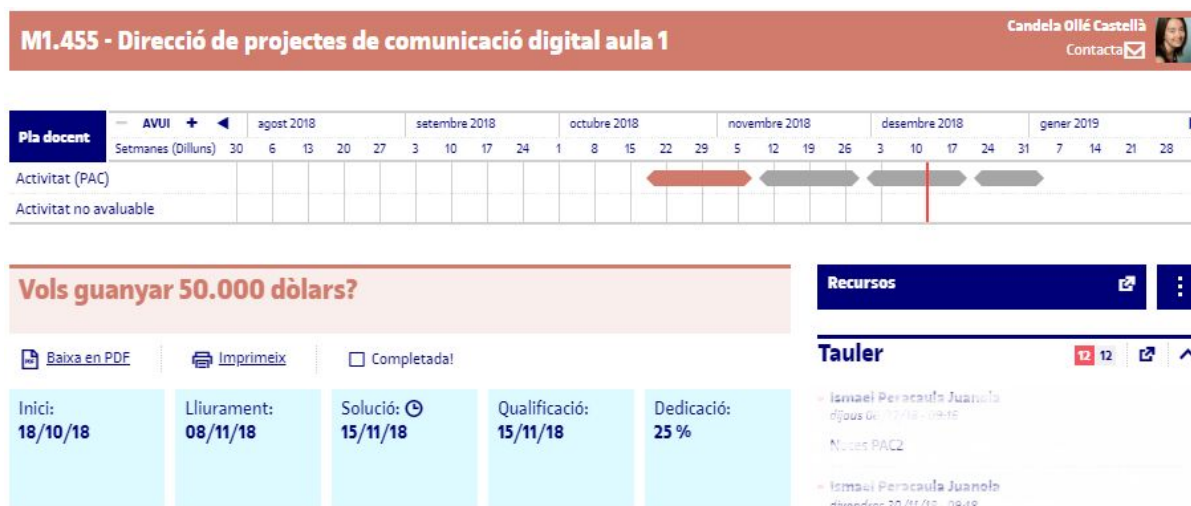 M1.455 - Direcció de projectes de comunicació digital aula 1
Candela Ollé Castellà
Contacta
Pla docent
AVUI
agost 2018 setembre 2018 octubre 2018 novembre 2018 desembre 2018 gener 2019
Setmanes (Dilluns) 30 6 13 20 27 3 10 17 24 1 8 15 22 29 5 12 19 26 3 10 17 24 31 7 14 21 28
Activitat (PAC)
Activitat no avaluable
Vols guanyar 50.000 dòlars?
Baixa en PDF Imprimeix Completada!
Inici: Lliurament: Solució: Qualificació: Dedicació:
18/10/18 08/11/18 15/11/18 15/11/18 25 %
Recursos
Tauler 12 12
Ismael Peracaula Juanola
dijous
Notes PAC2
Ismael Peracaula Juanola